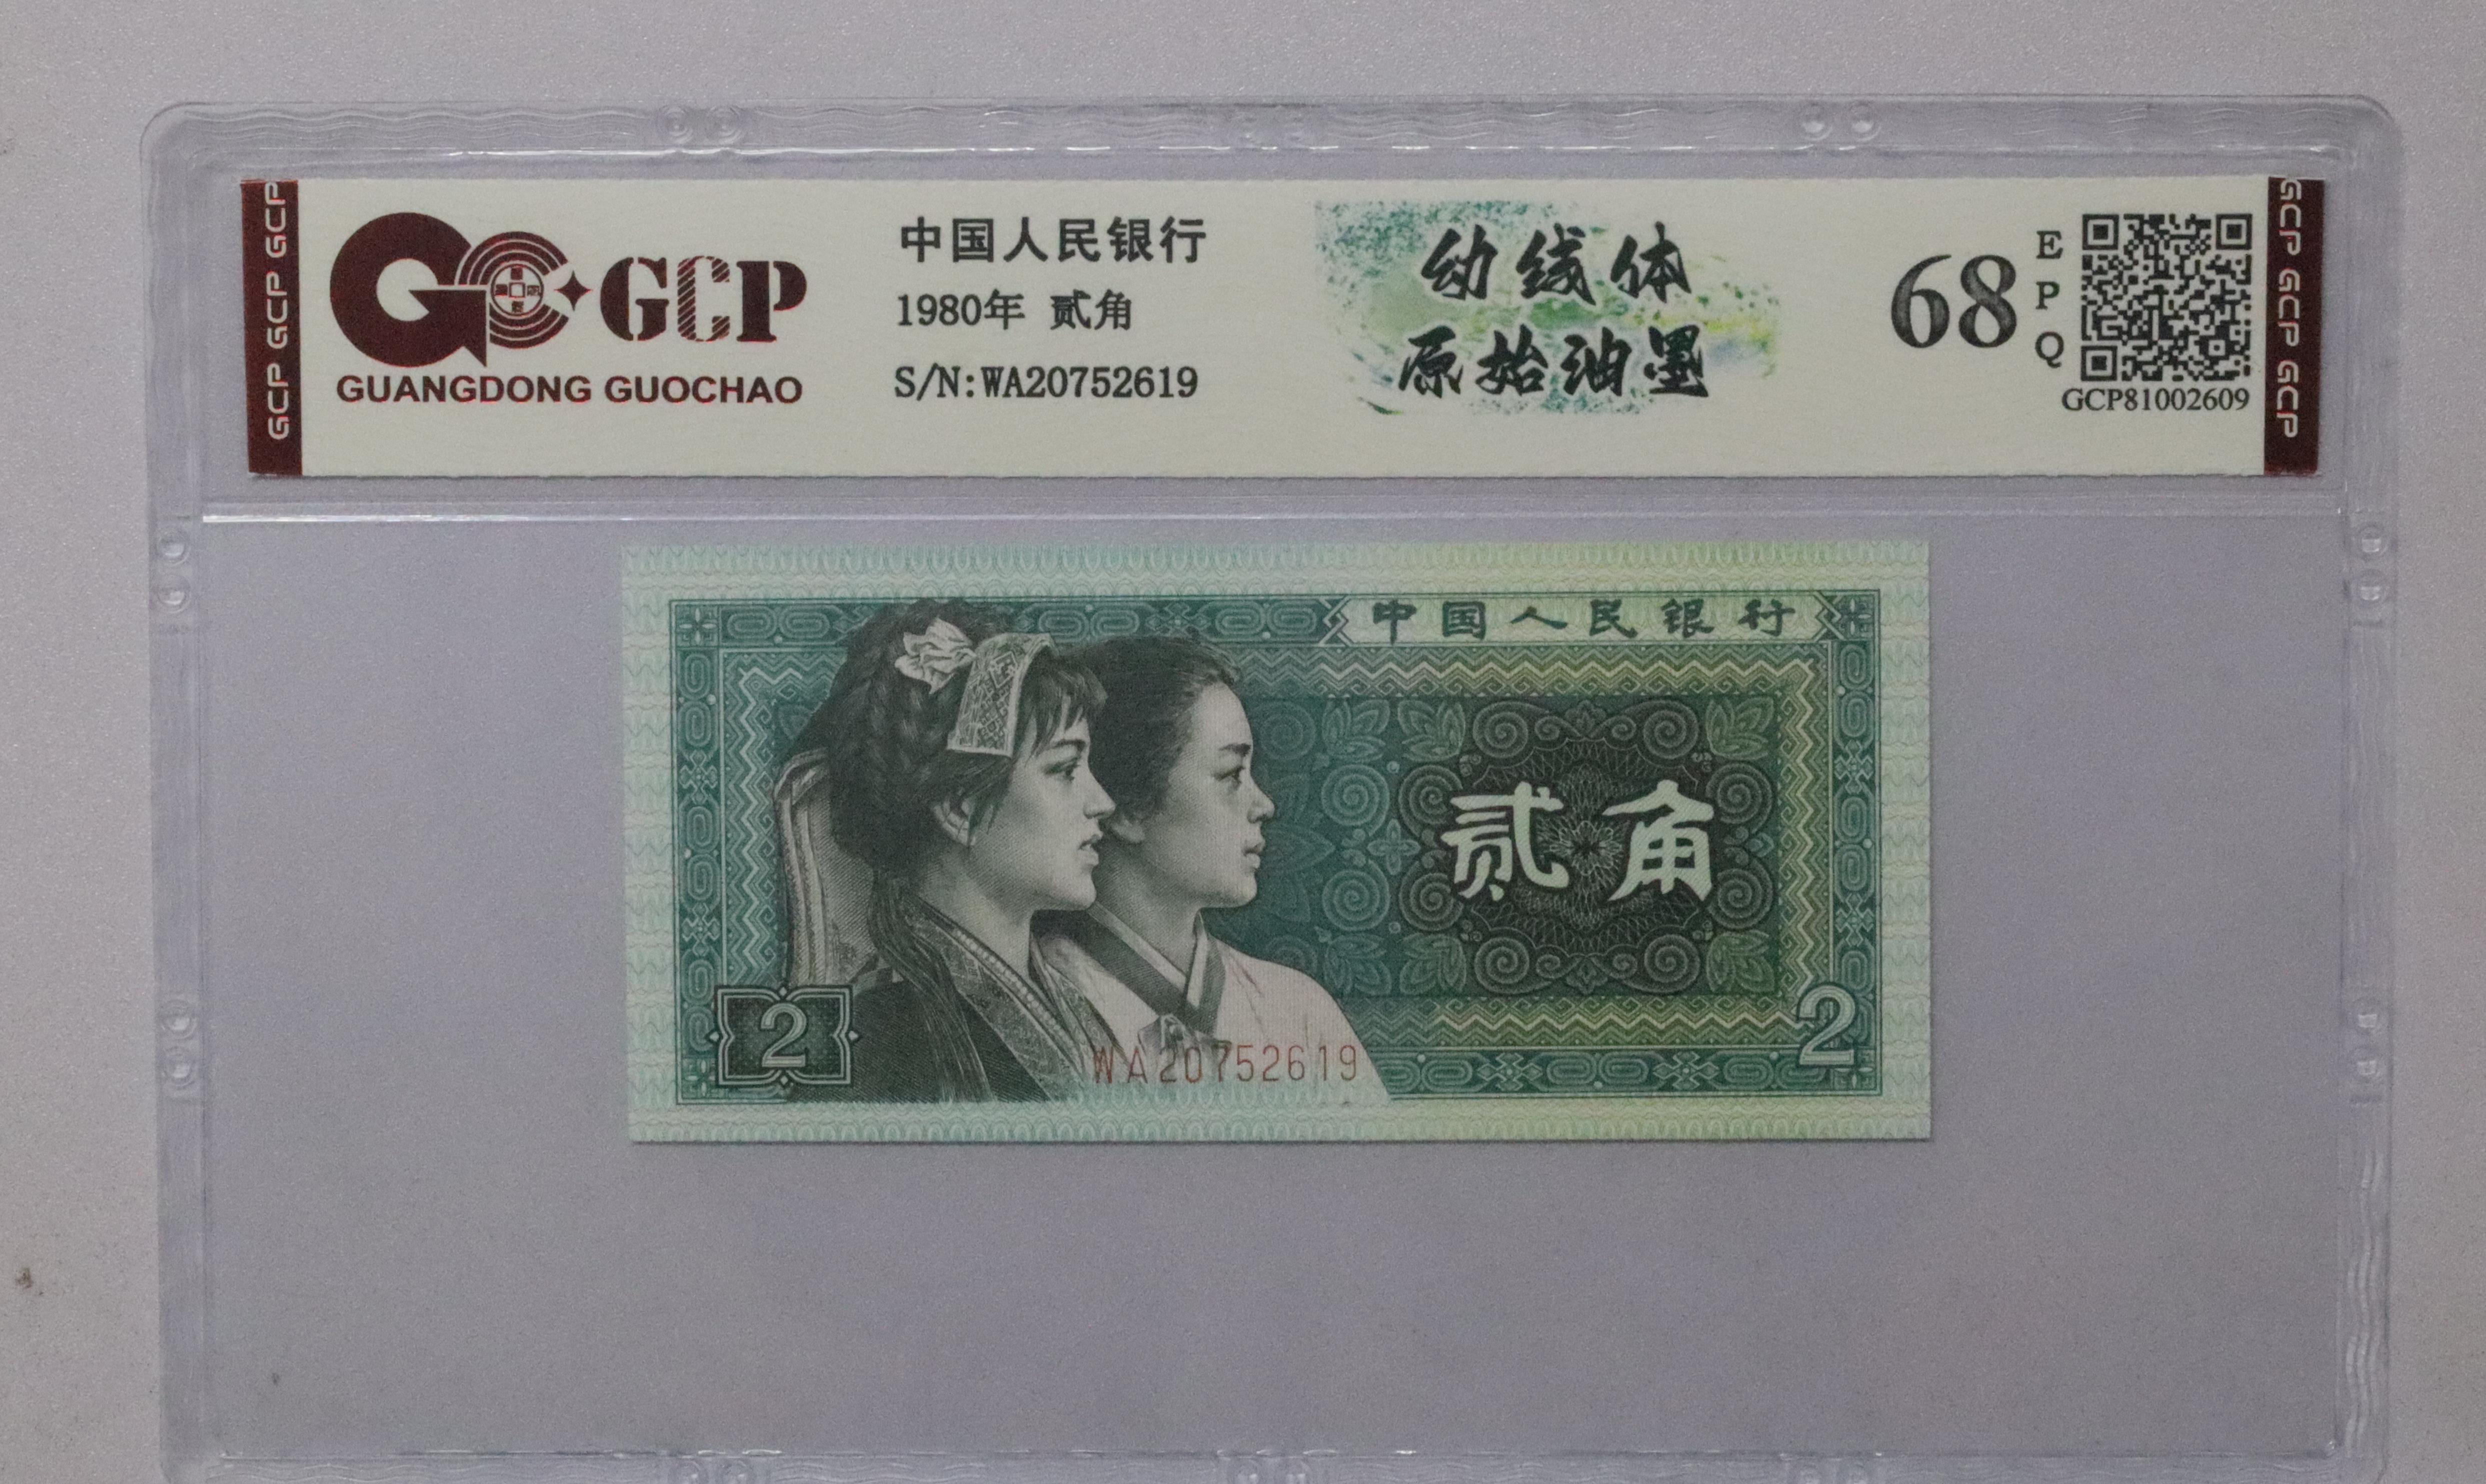 GCP GCP GCP
GCP
GUANGDONG GUOCHAO
中国人民银行
1980年 贰角
S/N:WA20752619
幼线体
原始油墨
68
E
P
Q
GCP81002609
GCP GCP GCP
中国人民银行
贰角
2
WA20752619
2